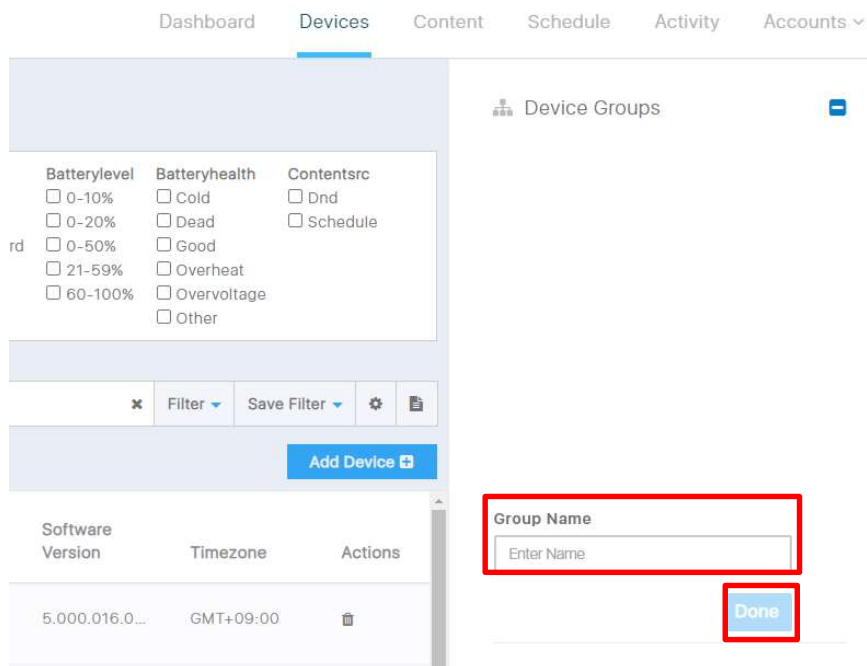 Dashboard Devices Content Schedule Activity Accounts
Device Groups
Batterylevel Batteryhealth Contentsrc
0-10% Cold Dnd
0-20% Dead Schedule
rd 0-50% Good
21-59% Overheat
60-100% Overvoltage
Other
Filter Save Filter
Add Device
Group Name
Enter Name
Software
Version Timezone Actions
Done
5.000.016.0... GMT+09:00